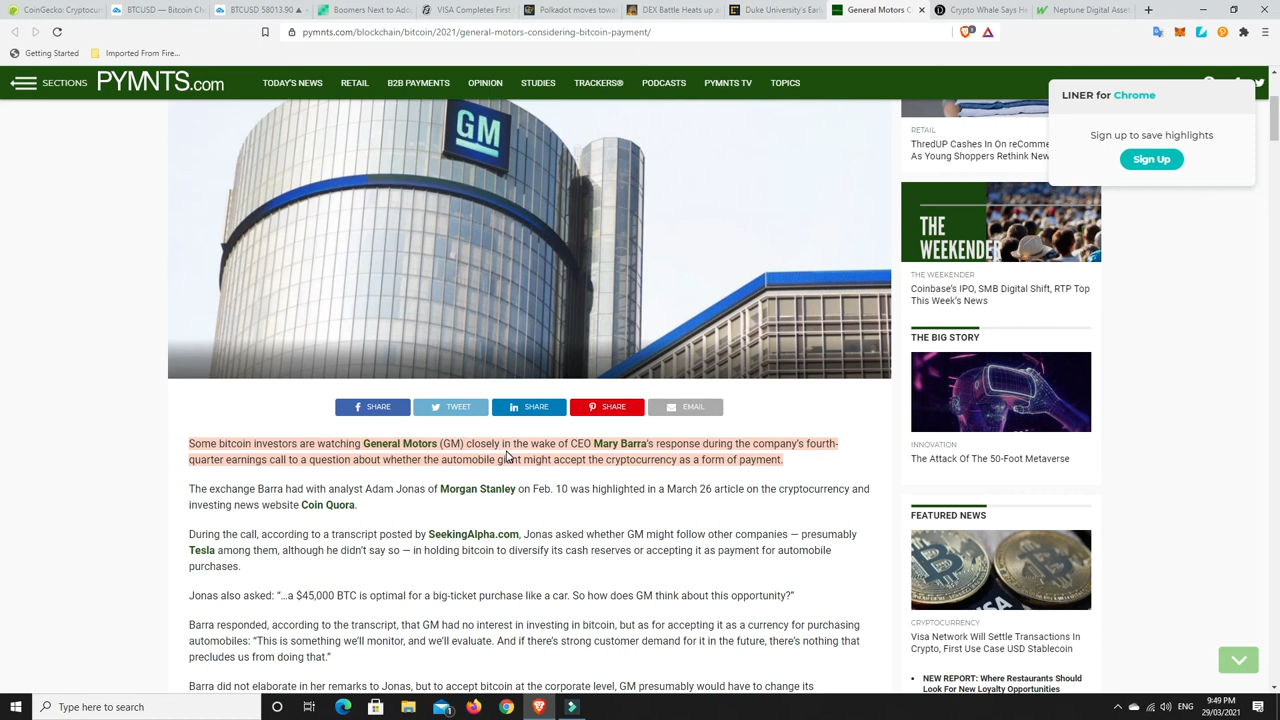 CoinGecko: Cryptocurrency
BTCUSD — Bitcoin Ch
BTCUSD 58013.90 ▲
Boomers Next to Ado
VISA Completes First
Polkadot moves towar
DEX Battle Heats up a
Duke University's Earl
General Motors C
Crypto Whale Says H
Neptune Digital Asset
pymnts.com/blockchain/bitcoin/2021/general-motors-considering-bitcoin-payment/
Getting Started
Imported From Fire...
SECTIONS
PYMNTS.com
TODAY'S NEWS
RETAIL
B2B PAYMENTS
OPINION
STUDIES
TRACKERS®
PODCASTS
PYMNTS TV
TOPICS
LINER for Chrome
Sign up to save highlights
Sign Up
GM
RETAIL
ThredUP Cashes In On reComme
As Young Shoppers Rethink New
THE
WEEKENDER
THE WEEKENDER
Coinbase's IPO, SMB Digital Shift, RTP Top
This Week's News
THE BIG STORY
INNOVATION
The Attack Of The 50-Foot Metaverse
FEATURED NEWS
VISA
CRYPTOCURRENCY
Visa Network Will Settle Transactions In
Crypto, First Use Case USD Stablecoin
• NEW REPORT: Where Restaurants Should
Look For New Loyalty Opportunities
SHARE
TWEET
SHARE
SHARE
EMAIL
Some bitcoin investors are watching General Motors (GM) closely in the wake of CEO Mary Barra's response during the company's fourth-
quarter earnings call to a question about whether the automobile giant might accept the cryptocurrency as a form of payment.
The exchange Barra had with analyst Adam Jonas of Morgan Stanley on Feb. 10 was highlighted in a March 26 article on the cryptocurrency and
investing news website Coin Quora.
During the call, according to a transcript posted by SeekingAlpha.com, Jonas asked whether GM might follow other companies — presumably
Tesla among them, although he didn't say so — in holding bitcoin to diversify its cash reserves or accepting it as payment for automobile
purchases.
Jonas also asked: "…a $45,000 BTC is optimal for a big-ticket purchase like a car. So how does GM think about this opportunity?"
Barra responded, according to the transcript, that GM had no interest in investing in bitcoin, but as for accepting it as a currency for purchasing
automobiles: "This is something we'll monitor, and we'll evaluate. And if there's strong customer demand for it in the future, there's nothing that
precludes us from doing that."
Barra did not elaborate in her remarks to Jonas, but to accept bitcoin at the corporate level, GM presumably would have to change its
Type here to search
ENG
9:49 PM
29/03/2021